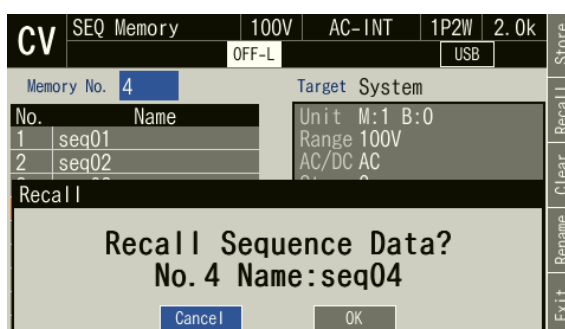 CV
SEQ Memory
100V
AC-INT
1P2W
2.0k
OFF-L
USB
Memory No. 4
Target System
No. Name
1 seq01
2 seq02
Unit M:1 B:0
Range 100V
AC/DC AC
Recall
Recall Sequence Data?
No.4 Name:seq04
Cancel
OK
Store
Recall
Clear
Rename
Exit